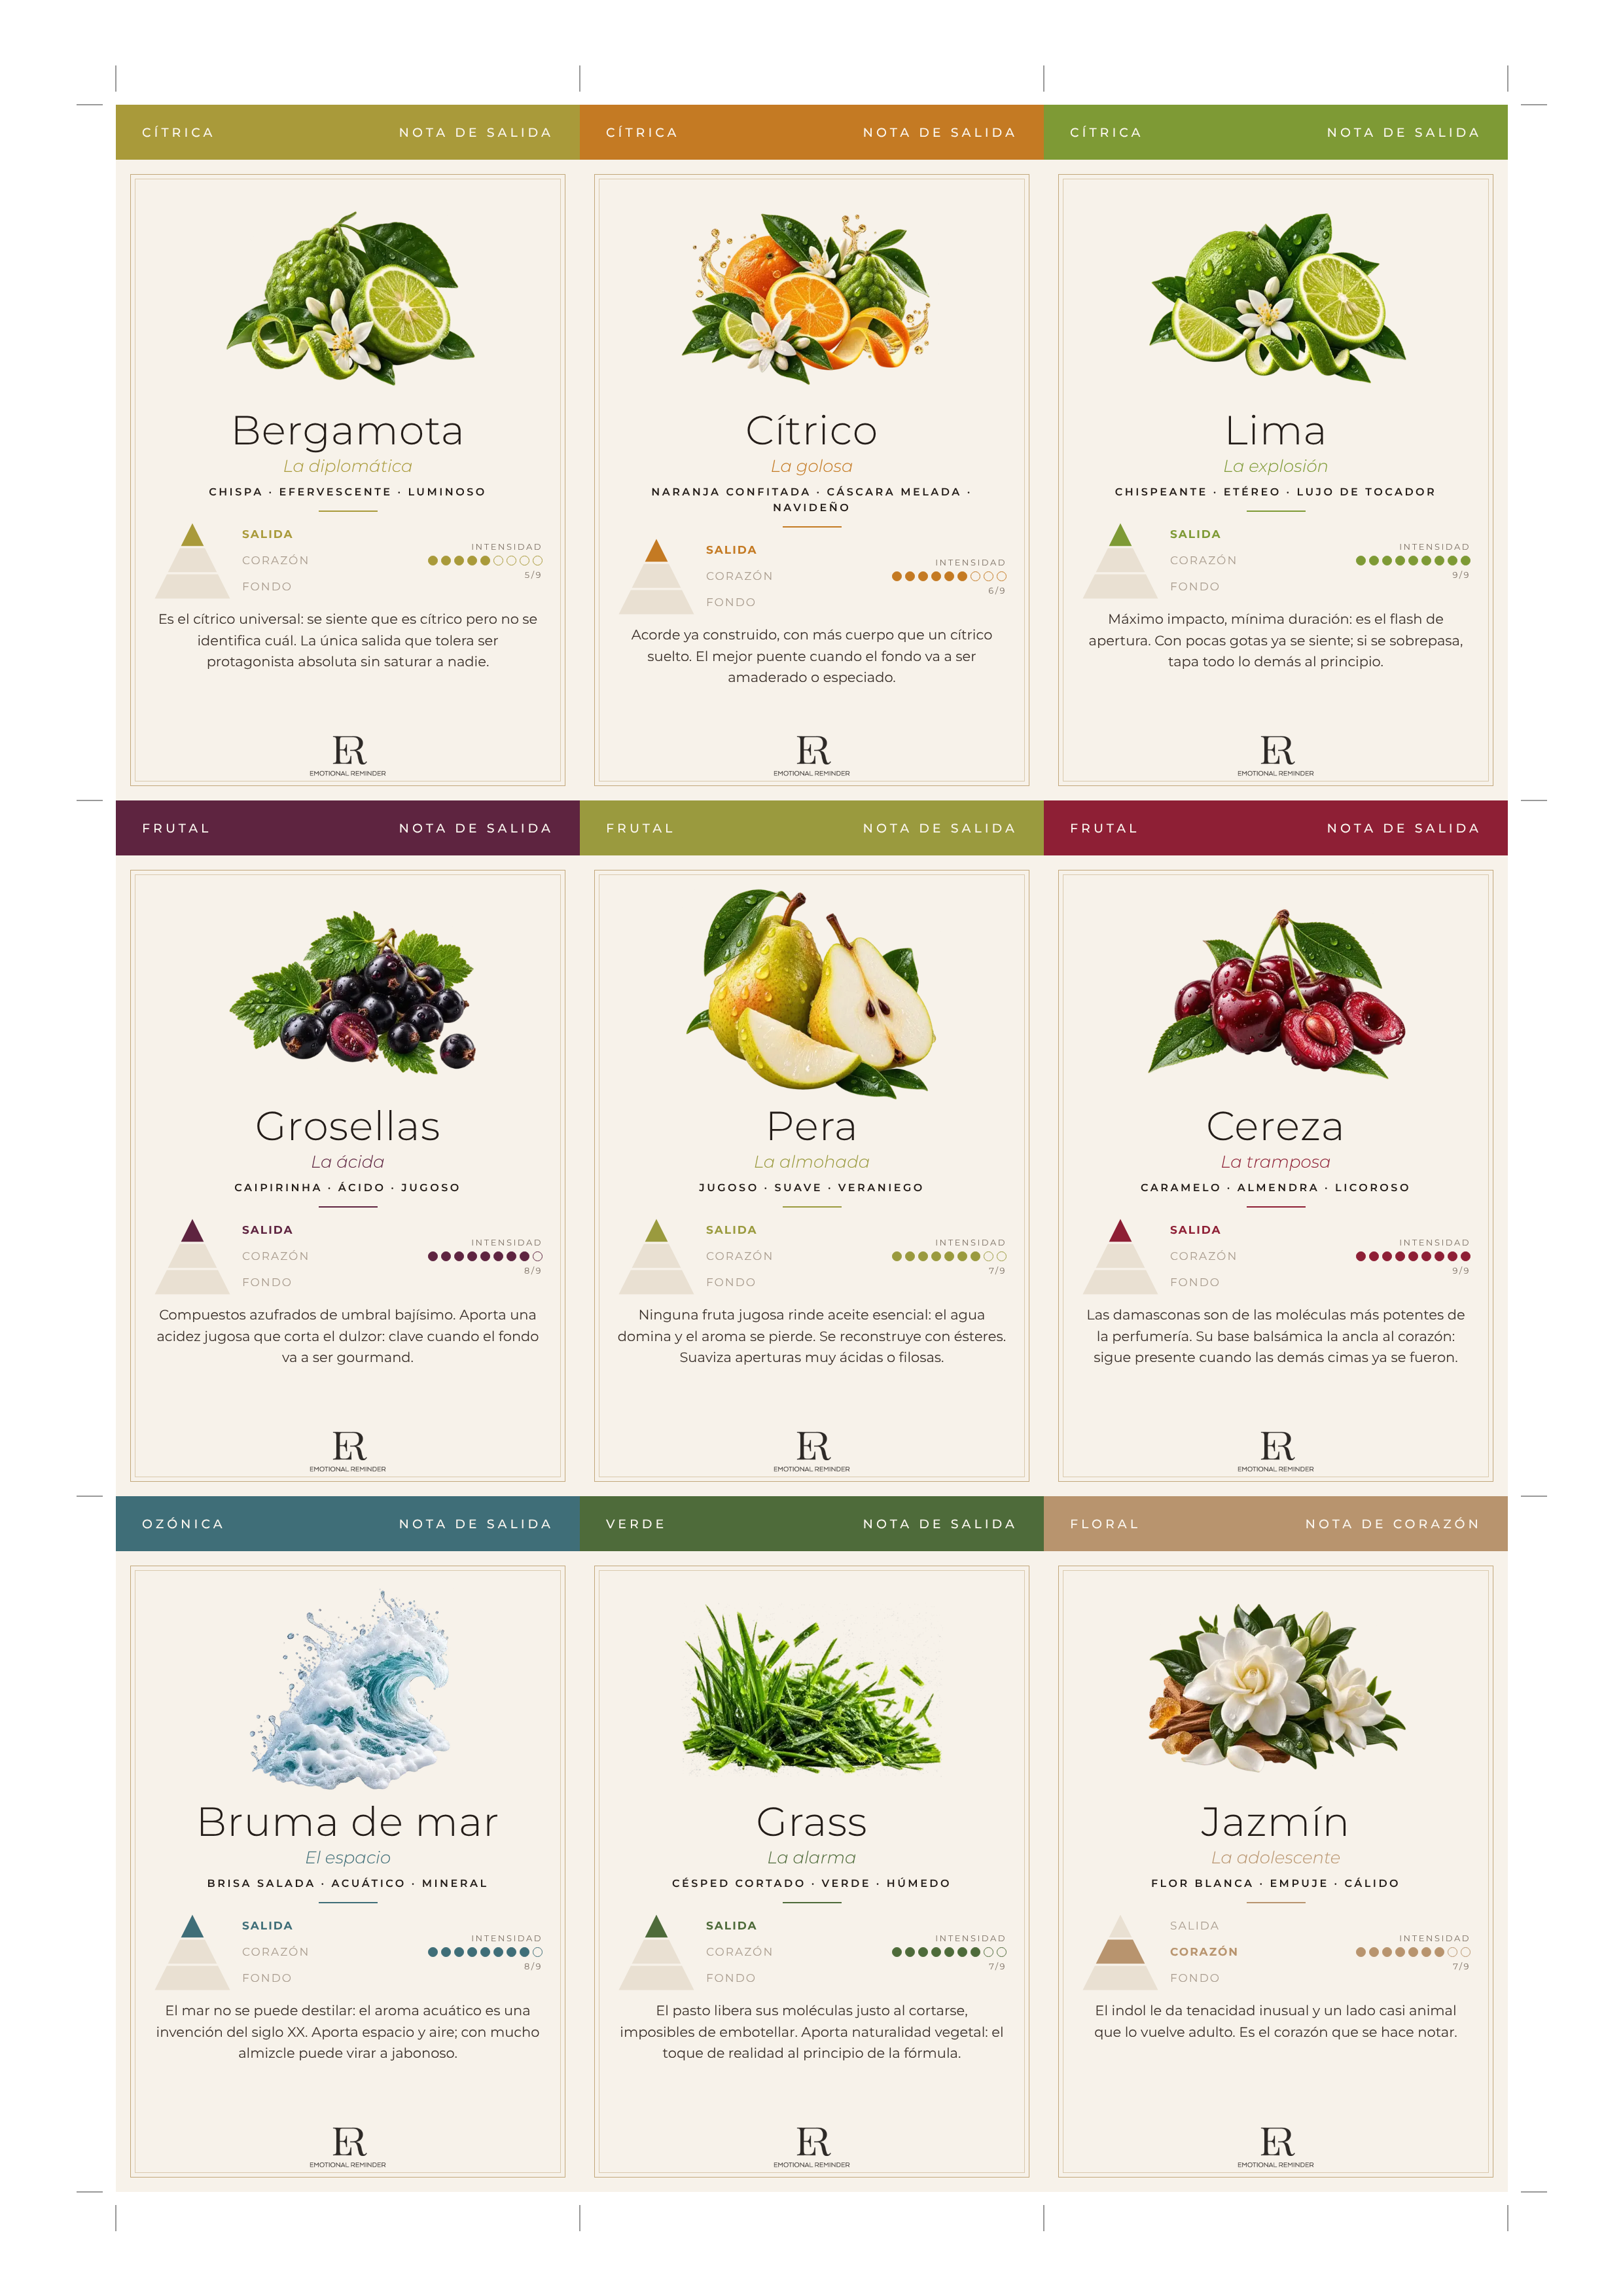 CÍTRICA
NOTA DE SALIDA
Bergamota
La diplomática
CHISPA · EFERVESCENTE · LUMINOSO
SALIDA
CORAZÓN
FONDO
INTENSIDAD
5/9
Es el cítrico universal: se siente que es cítrico pero no se
identifica cuál. La única salida que tolera ser
protagonista absoluta sin saturar a nadie.
ER
EMOTIONAL REMINDER
CÍTRICA
NOTA DE SALIDA
Cítrico
La golosa
NARANJA CONFITADA · CÁSCARA MELADA ·
NAVIDEÑO
SALIDA
CORAZÓN
FONDO
INTENSIDAD
6/9
Acorde ya construido, con más cuerpo que un cítrico
suelto. El mejor puente cuando el fondo va a ser
amaderado o especiado.
ER
EMOTIONAL REMINDER
CÍTRICA
NOTA DE SALIDA
Lima
La explosión
CHISPEANTE · ETÉREO · LUJO DE TOCADOR
SALIDA
CORAZÓN
FONDO
INTENSIDAD
9/9
Máximo impacto, mínima duración: es el flash de
apertura. Con pocas gotas ya se siente; si se sobrepasa,
tapa todo lo demás al principio.
ER
EMOTIONAL REMINDER
FRUTAL
NOTA DE SALIDA
Grosellas
La ácida
CAIPIRINHA · ÁCIDO · JUGOSO
SALIDA
CORAZÓN
FONDO
INTENSIDAD
8/9
Compuestos azufrados de umbral bajísimo. Aporta una
acidez jugosa que corta el dulzor: clave cuando el fondo
va a ser gourmand.
ER
EMOTIONAL REMINDER
FRUTAL
NOTA DE SALIDA
Pera
La almohada
JUGOSO · SUAVE · VERANIEGO
SALIDA
CORAZÓN
FONDO
INTENSIDAD
7/9
Ninguna fruta jugosa rinde aceite esencial: el agua
domina y el aroma se pierde. Se reconstruye con ésteres.
Suaviza aperturas muy ácidas o filosas.
ER
EMOTIONAL REMINDER
FRUTAL
NOTA DE SALIDA
Cereza
La tramposa
CARAMELO · ALMENDRA · LICOROSO
SALIDA
CORAZÓN
FONDO
INTENSIDAD
9/9
Las damasconas son de las moléculas más potentes de
la perfumería. Su base balsámica la ancla al corazón:
sigue presente cuando las demás cimas ya se fueron.
ER
EMOTIONAL REMINDER
OZÓNICA
NOTA DE SALIDA
Bruma de mar
El espacio
BRISA SALADA · ACUÁTICO · MINERAL
SALIDA
CORAZÓN
FONDO
INTENSIDAD
8/9
El mar no se puede destilar: el aroma acuático es una
invención del siglo XX. Aporta espacio y aire; con mucho
almizcle puede virar a jabonoso.
ER
EMOTIONAL REMINDER
VERDE
NOTA DE SALIDA
Grass
La alarma
CÉSPED CORTADO · VERDE · HÚMEDO
SALIDA
CORAZÓN
FONDO
INTENSIDAD
7/9
El pasto libera sus moléculas justo al cortarse,
imposibles de embotellar. Aporta naturalidad vegetal: el
toque de realidad al principio de la fórmula.
ER
EMOTIONAL REMINDER
FLORAL
NOTA DE CORAZÓN
Jazmín
La adolescente
FLOR BLANCA · EMPUJE · CÁLIDO
SALIDA
CORAZÓN
FONDO
INTENSIDAD
7/9
El indol le da tenacidad inusual y un lado casi animal
que lo vuelve adulto. Es el corazón que se hace notar.
ER
EMOTIONAL REMINDER